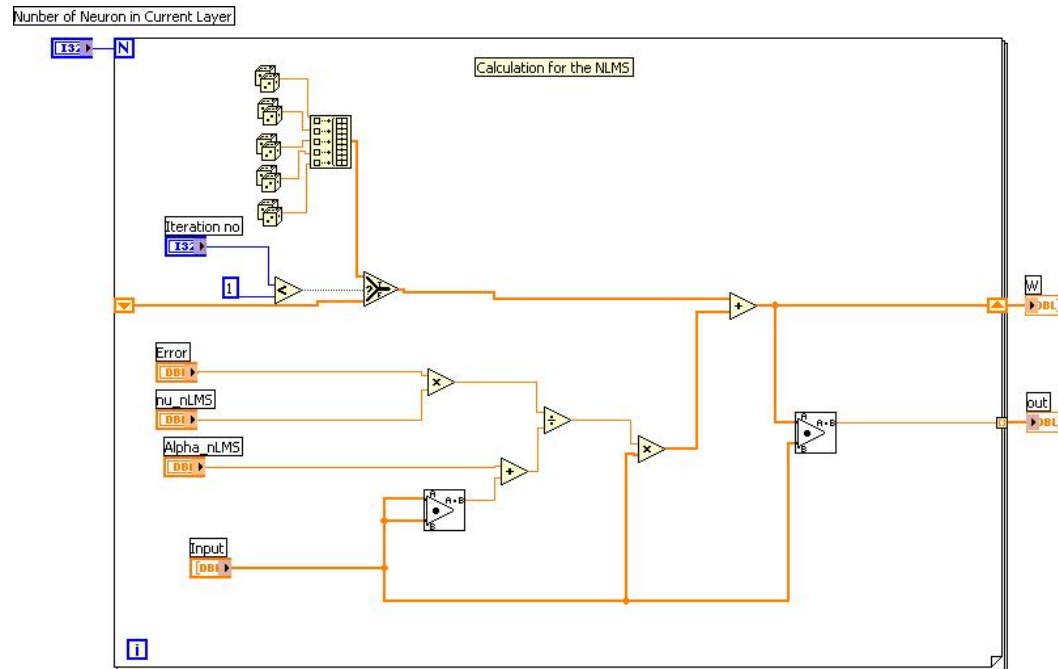 Nunber of Neuron in Current Layer
I32
N
Calculation for the NLMS
Iteration no
I32
1
<
?
W
DBL
+
Error
DBL
nu_nLMS
DBL
×
÷
out
DBL
Alpha_nLMS
DBL
+
×
A
B
A•B
A
B
A•B
Input
[DBL
i